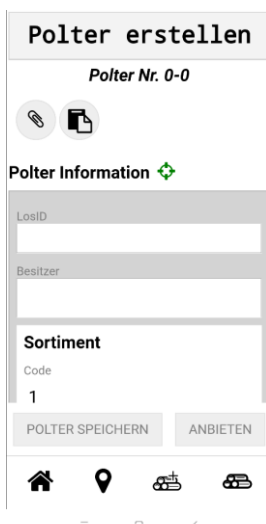 Polter erstellen
Polter Nr. 0-0
Polter Information
LosID
Besitzer
Sortiment
Code
1
POLTER SPEICHERN ANBIETEN